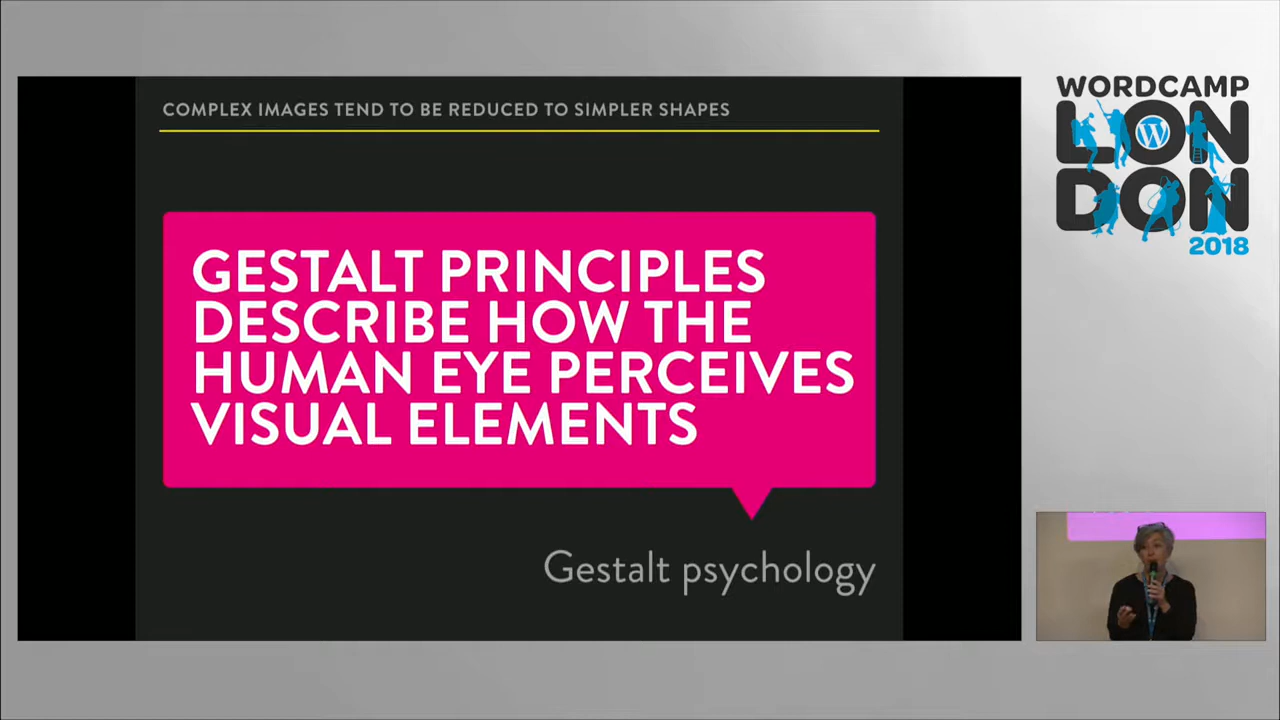 COMPLEX IMAGES TEND TO BE REDUCED TO SIMPLER SHAPES
GESTALT PRINCIPLES
DESCRIBE HOW THE
HUMAN EYE PERCEIVES
VISUAL ELEMENTS
Gestalt psychology
WORDCAMP
LON
DON
2018